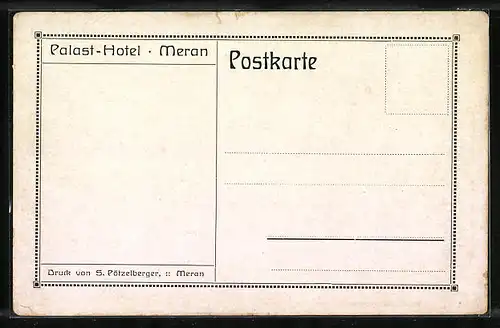 Palast-Hotel · Meran
Postkarte
Druck von S. Pötzelberger, :: Meran